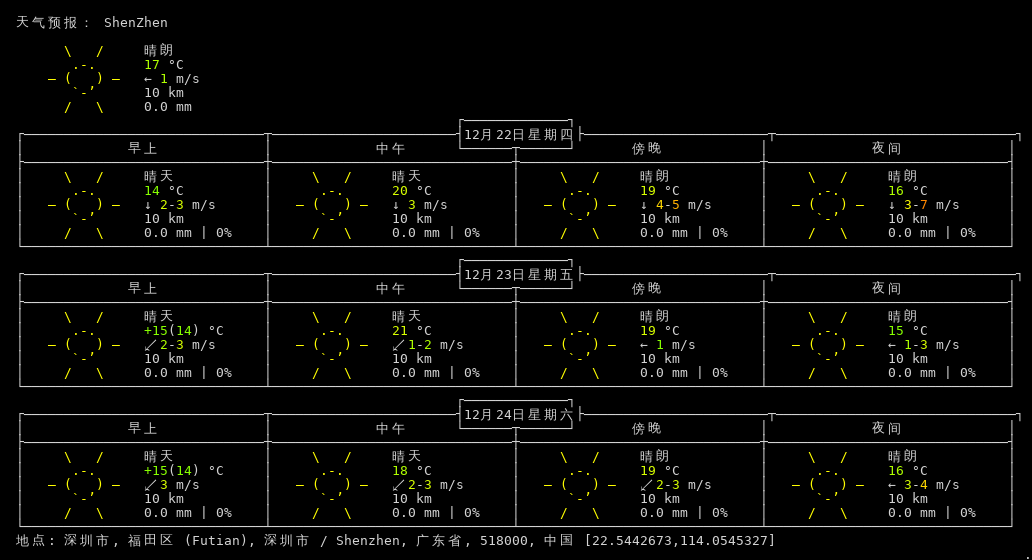 天气预报： ShenZhen
晴朗
17 °C
← 1 m/s
10 km
0.0 mm
12月22日星期四
早上 中午 傍晚 夜间
晴天 晴天 晴朗 晴朗
14 °C 20 °C 19 °C 16 °C
↓ 2-3 m/s ↓ 3 m/s ↓ 4-5 m/s ↓ 3-7 m/s
10 km 10 km 10 km 10 km
0.0 mm | 0% 0.0 mm | 0% 0.0 mm | 0% 0.0 mm | 0%
12月23日星期五
早上 中午 傍晚 夜间
晴天 晴天 晴朗 晴朗
+15(14) °C 21 °C 19 °C 15 °C
↙ 2-3 m/s ↙ 1-2 m/s ← 1 m/s ← 1-3 m/s
10 km 10 km 10 km 10 km
0.0 mm | 0% 0.0 mm | 0% 0.0 mm | 0% 0.0 mm | 0%
12月24日星期六
早上 中午 傍晚 夜间
晴天 晴天 晴朗 晴朗
+15(14) °C 18 °C 19 °C 16 °C
↙ 3 m/s ↙ 2-3 m/s ↙ 2-3 m/s ← 3-4 m/s
10 km 10 km 10 km 10 km
0.0 mm | 0% 0.0 mm | 0% 0.0 mm | 0% 0.0 mm | 0%
地点: 深圳市, 福田区 (Futian), 深圳市 / Shenzhen, 广东省, 518000, 中国 [22.5442673,114.0545327]